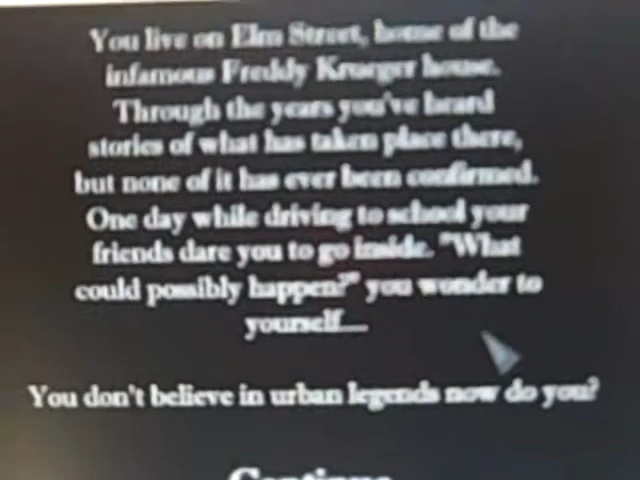 You live on Elm Street, home of the
infamous Freddy Krueger house.
Through the years you've heard
stories of what has taken place there,
but none of it has ever been confirmed.
One day while driving to school your
friends dare you to go inside. "What
could possibly happen?" you wonder to
yourself....
You don't believe in urban legends now do you?
Continue